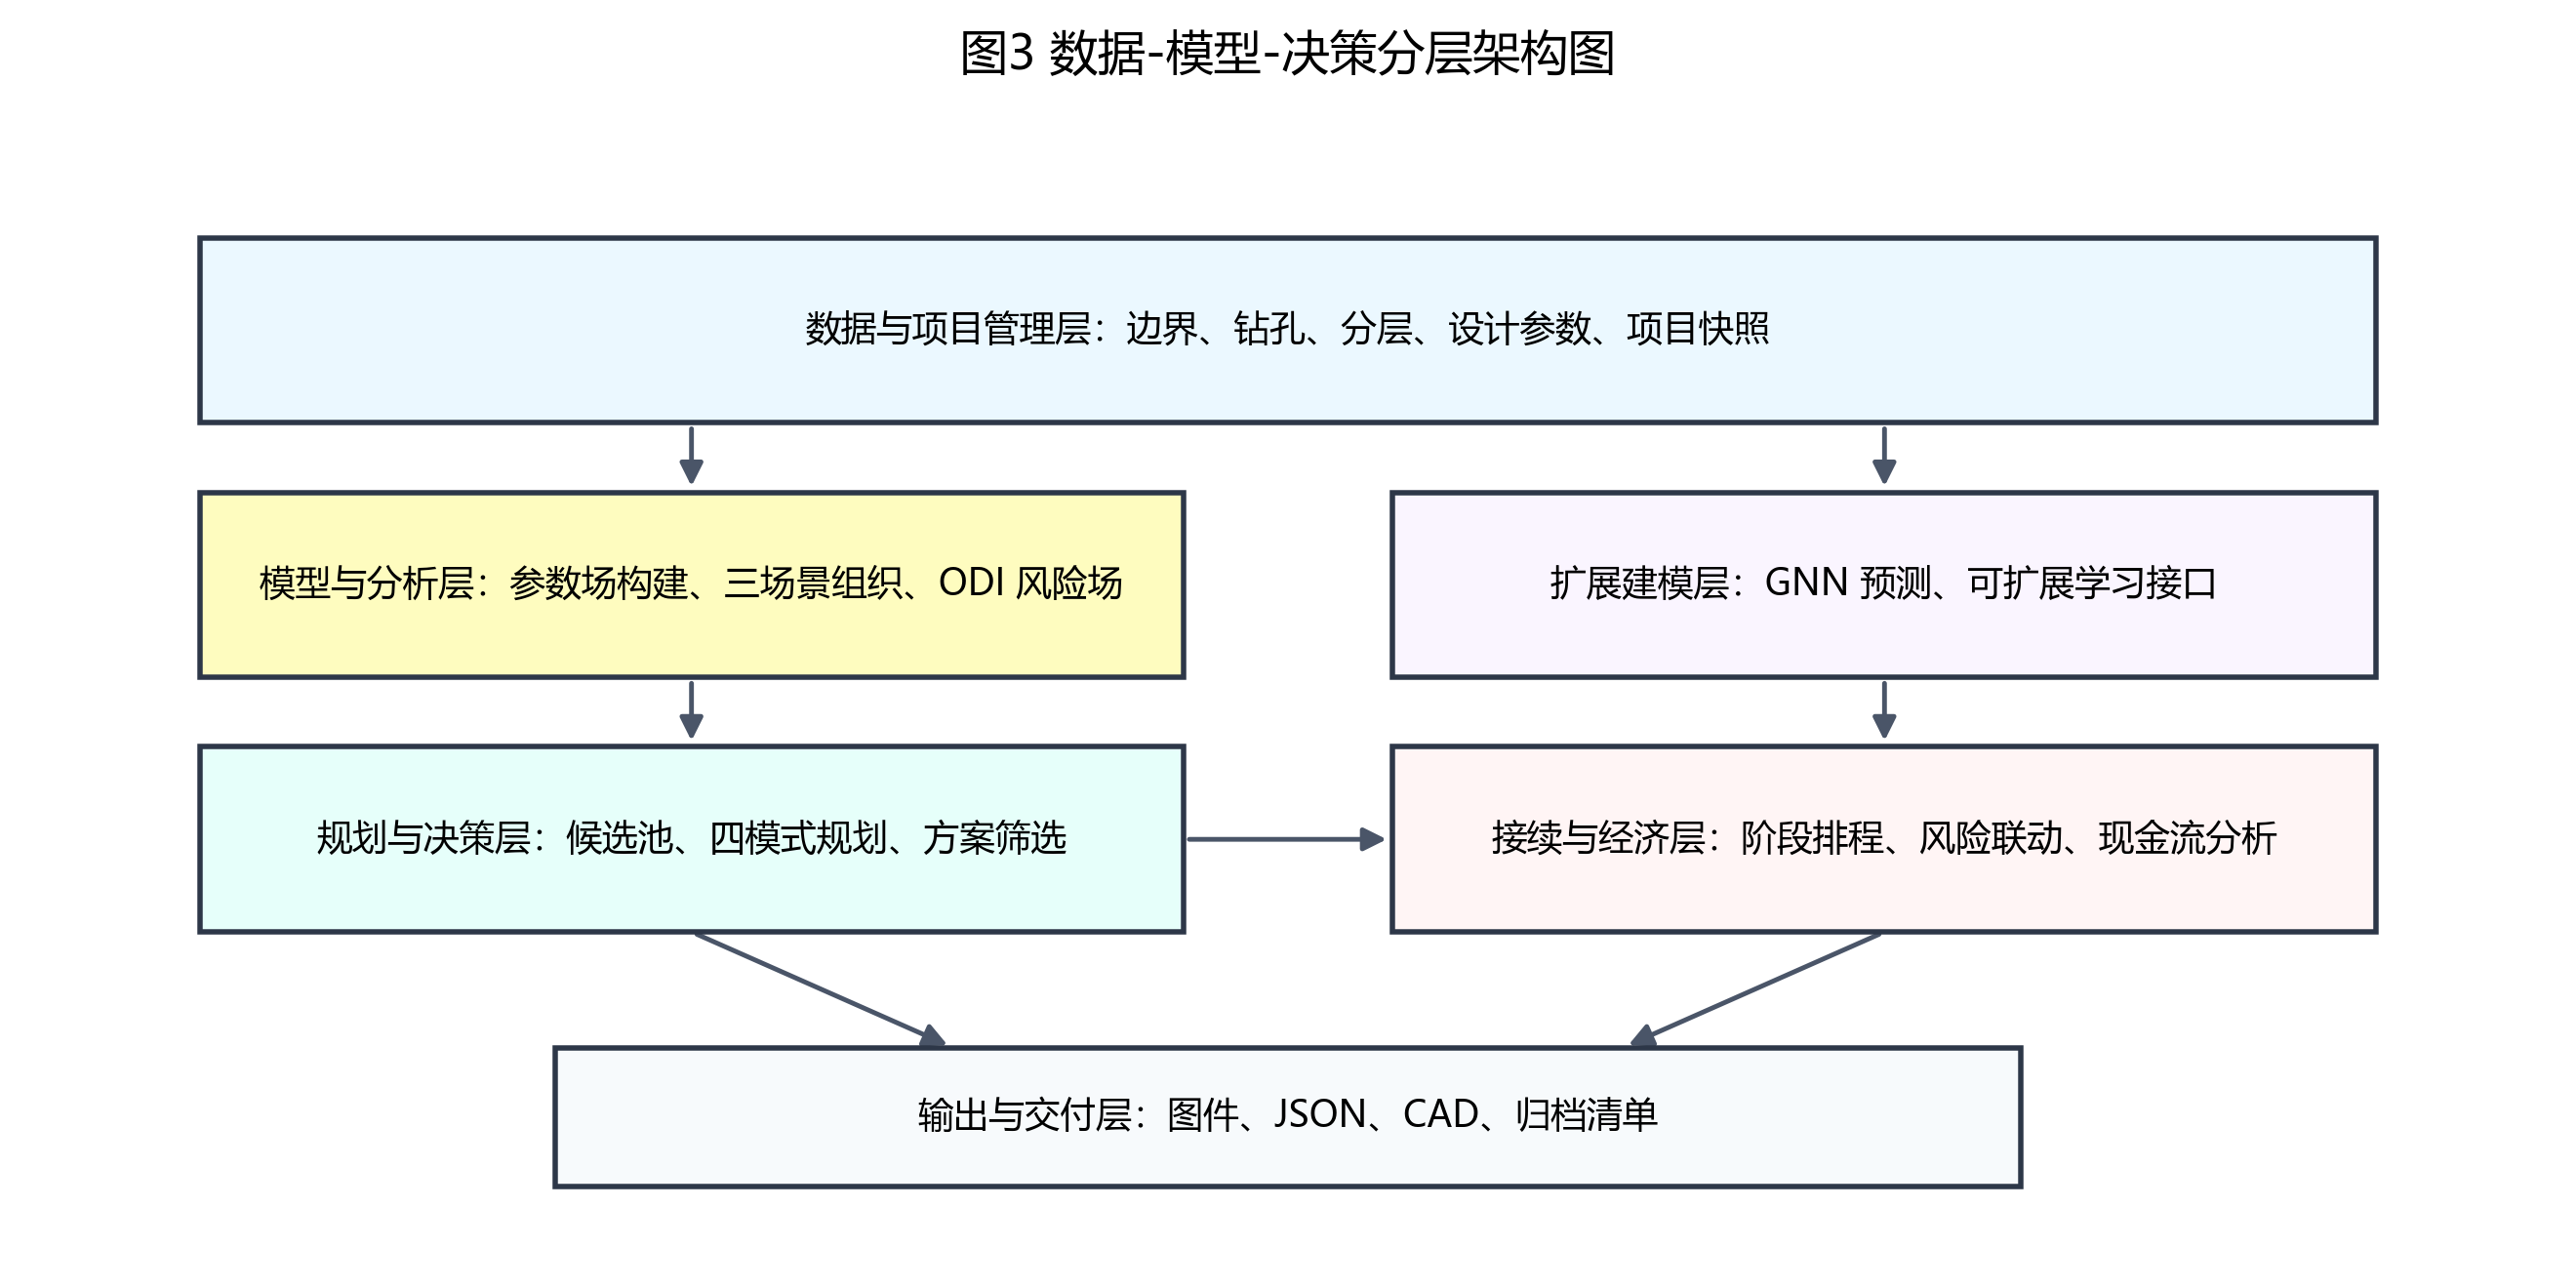 图3 数据-模型-决策分层架构图
数据与项目管理层：边界、钻孔、分层、设计参数、项目快照
模型与分析层：参数场构建、三场景组织、ODI 风险场
扩展建模层：GNN 预测、可扩展学习接口
规划与决策层：候选池、四模式规划、方案筛选
接续与经济层：阶段排程、风险联动、现金流分析
输出与交付层：图件、JSON、CAD、归档清单